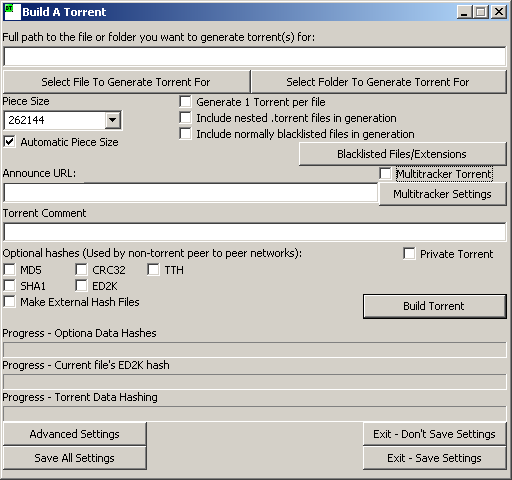 BT Build A Torrent
Full path to the file or folder you want to generate torrent(s) for:
Select File To Generate Torrent For
Select Folder To Generate Torrent For
Piece Size
262144
Automatic Piece Size
Generate 1 Torrent per file
Include nested .torrent files in generation
Include normally blacklisted files in generation
Blacklisted Files/Extensions
Announce URL:
Multitracker Torrent
Multitracker Settings
Torrent Comment
Optional hashes (Used by non-torrent peer to peer networks):
Private Torrent
MD5
CRC32
TTH
SHA1
ED2K
Make External Hash Files
Build Torrent
Progress - Optiona Data Hashes
Progress - Current file's ED2K hash
Progress - Torrent Data Hashing
Advanced Settings
Exit - Don't Save Settings
Save All Settings
Exit - Save Settings